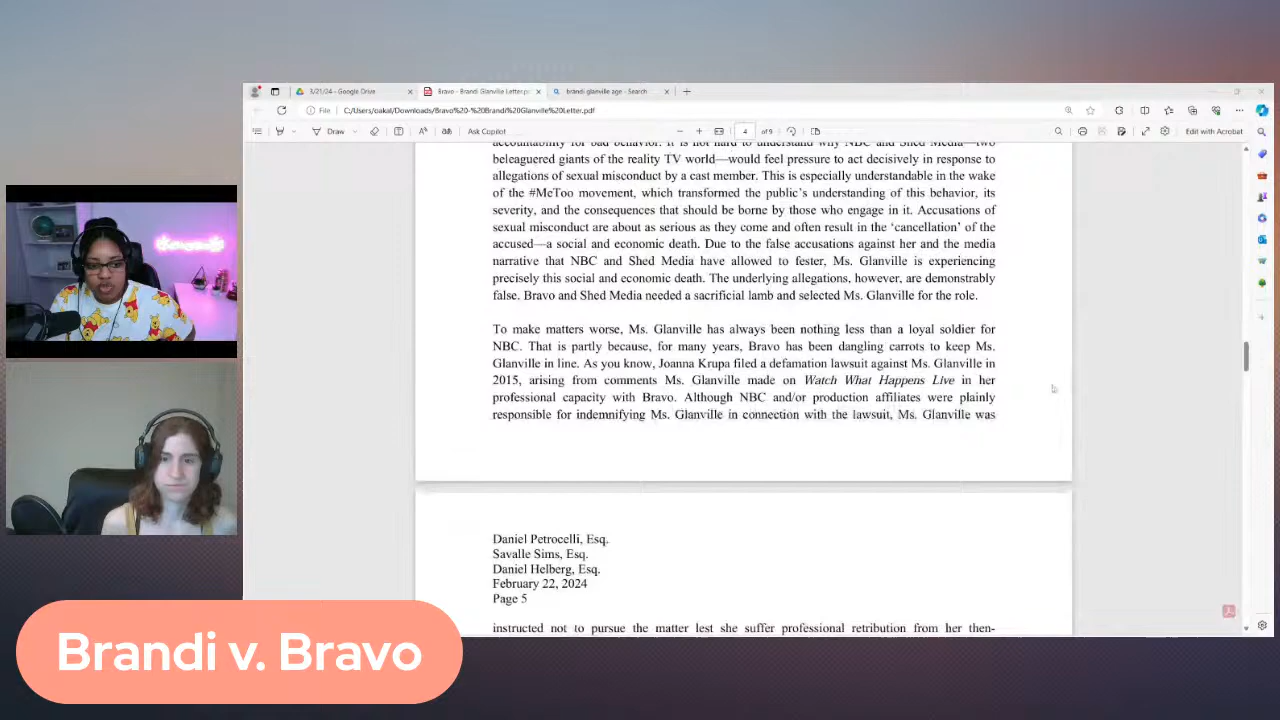 3/21/04 - Google Drive
Bravo - Brandi Glanville Letter.pd
brandi glanville age - Search
File
C:/Users/oakal/Downloads/Bravo%20-%20Brandi%20Glanville%20Letter.pdf
Draw
Ask Copilot
4 of 9
Edit with Acrobat
accountability for bad behavior. It is not hard to understand why NBC and Shed Media—two
beleaguered giants of the reality TV world—would feel pressure to act decisively in response to
allegations of sexual misconduct by a cast member. This is especially understandable in the wake
of the #MeToo movement, which transformed the public's understanding of this behavior, its
severity, and the consequences that should be borne by those who engage in it. Accusations of
sexual misconduct are about as serious as they come and often result in the 'cancellation' of the
accused—a social and economic death. Due to the false accusations against her and the media
narrative that NBC and Shed Media have allowed to fester, Ms. Glanville is experiencing
precisely this social and economic death. The underlying allegations, however, are demonstrably
false. Bravo and Shed Media needed a sacrificial lamb and selected Ms. Glanville for the role.
To make matters worse, Ms. Glanville has always been nothing less than a loyal soldier for
NBC. That is partly because, for many years, Bravo has been dangling carrots to keep Ms.
Glanville in line. As you know, Joanna Krupa filed a defamation lawsuit against Ms. Glanville in
2015, arising from comments Ms. Glanville made on Watch What Happens Live in her
professional capacity with Bravo. Although NBC and/or production affiliates were plainly
responsible for indemnifying Ms. Glanville in connection with the lawsuit, Ms. Glanville was
Daniel Petrocelli, Esq.
Savalle Sims, Esq.
Daniel Helberg, Esq.
February 22, 2024
Page 5
instructed not to pursue the matter lest she suffer professional retribution from her then-
Brandi v. Bravo